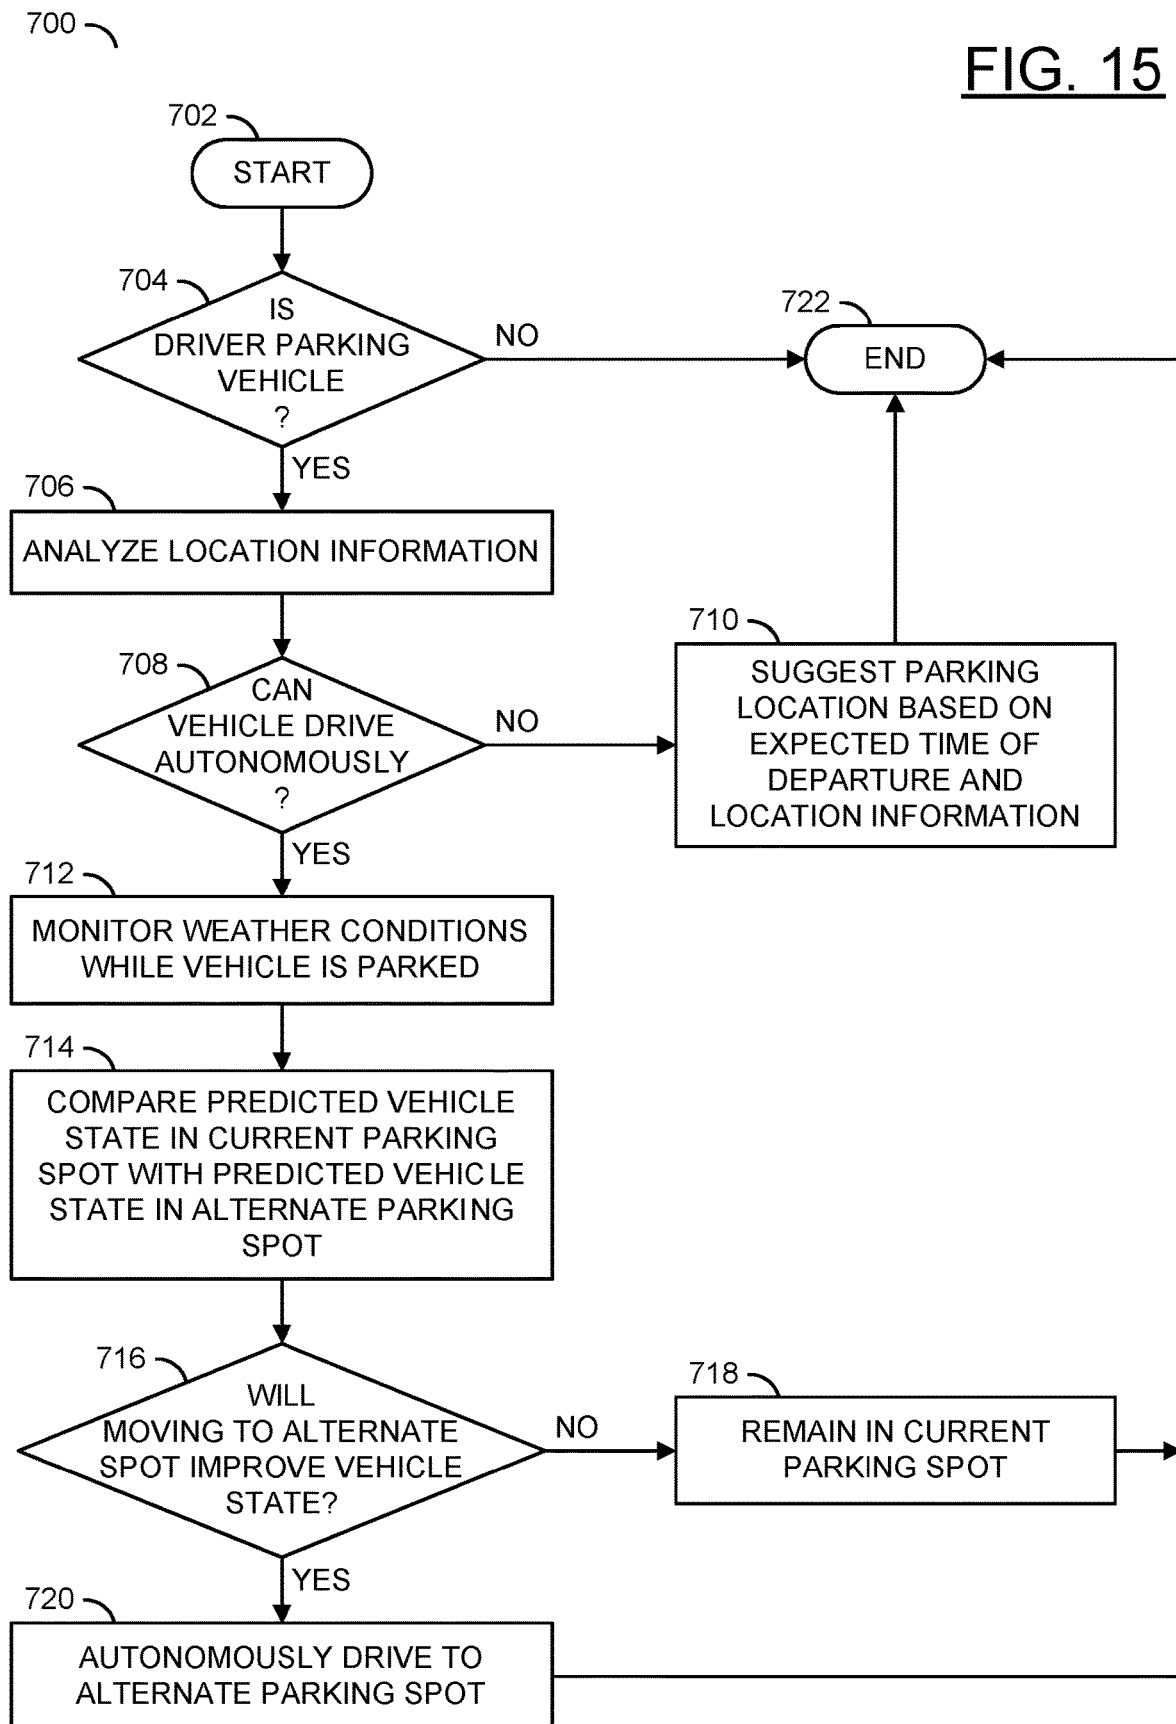 700
FIG. 15
702
START
704
IS
DRIVER PARKING
VEHICLE
?
NO
722
END
YES
706
ANALYZE LOCATION INFORMATION
708
CAN
VEHICLE DRIVE
AUTONOMOUSLY
?
NO
710
SUGGEST PARKING
LOCATION BASED ON
EXPECTED TIME OF
DEPARTURE AND
LOCATION INFORMATION
YES
712
MONITOR WEATHER CONDITIONS
WHILE VEHICLE IS PARKED
714
COMPARE PREDICTED VEHICLE
STATE IN CURRENT PARKING
SPOT WITH PREDICTED VEHICLE
STATE IN ALTERNATE PARKING
SPOT
716
WILL
MOVING TO ALTERNATE
SPOT IMPROVE VEHICLE
STATE?
NO
718
REMAIN IN CURRENT
PARKING SPOT
YES
720
AUTONOMOUSLY DRIVE TO
ALTERNATE PARKING SPOT